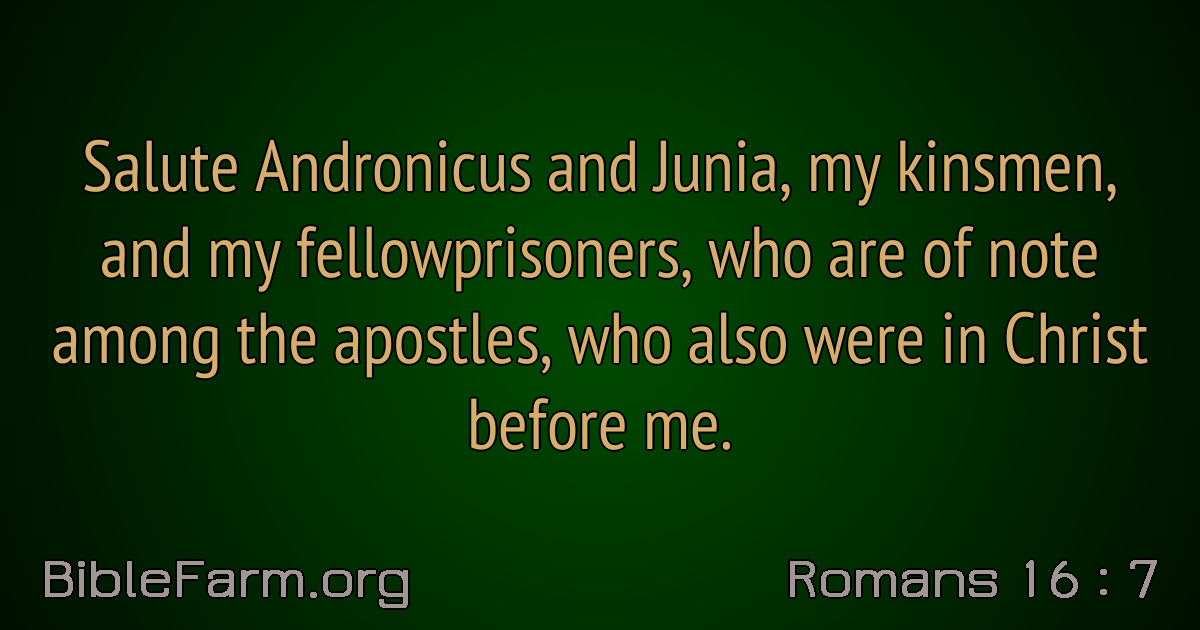 Salute Andronicus and Junia, my kinsmen,
and my fellowprisoners, who are of note
among the apostles, who also were in Christ
before me.
BibleFarm.org
Romans 16 : 7